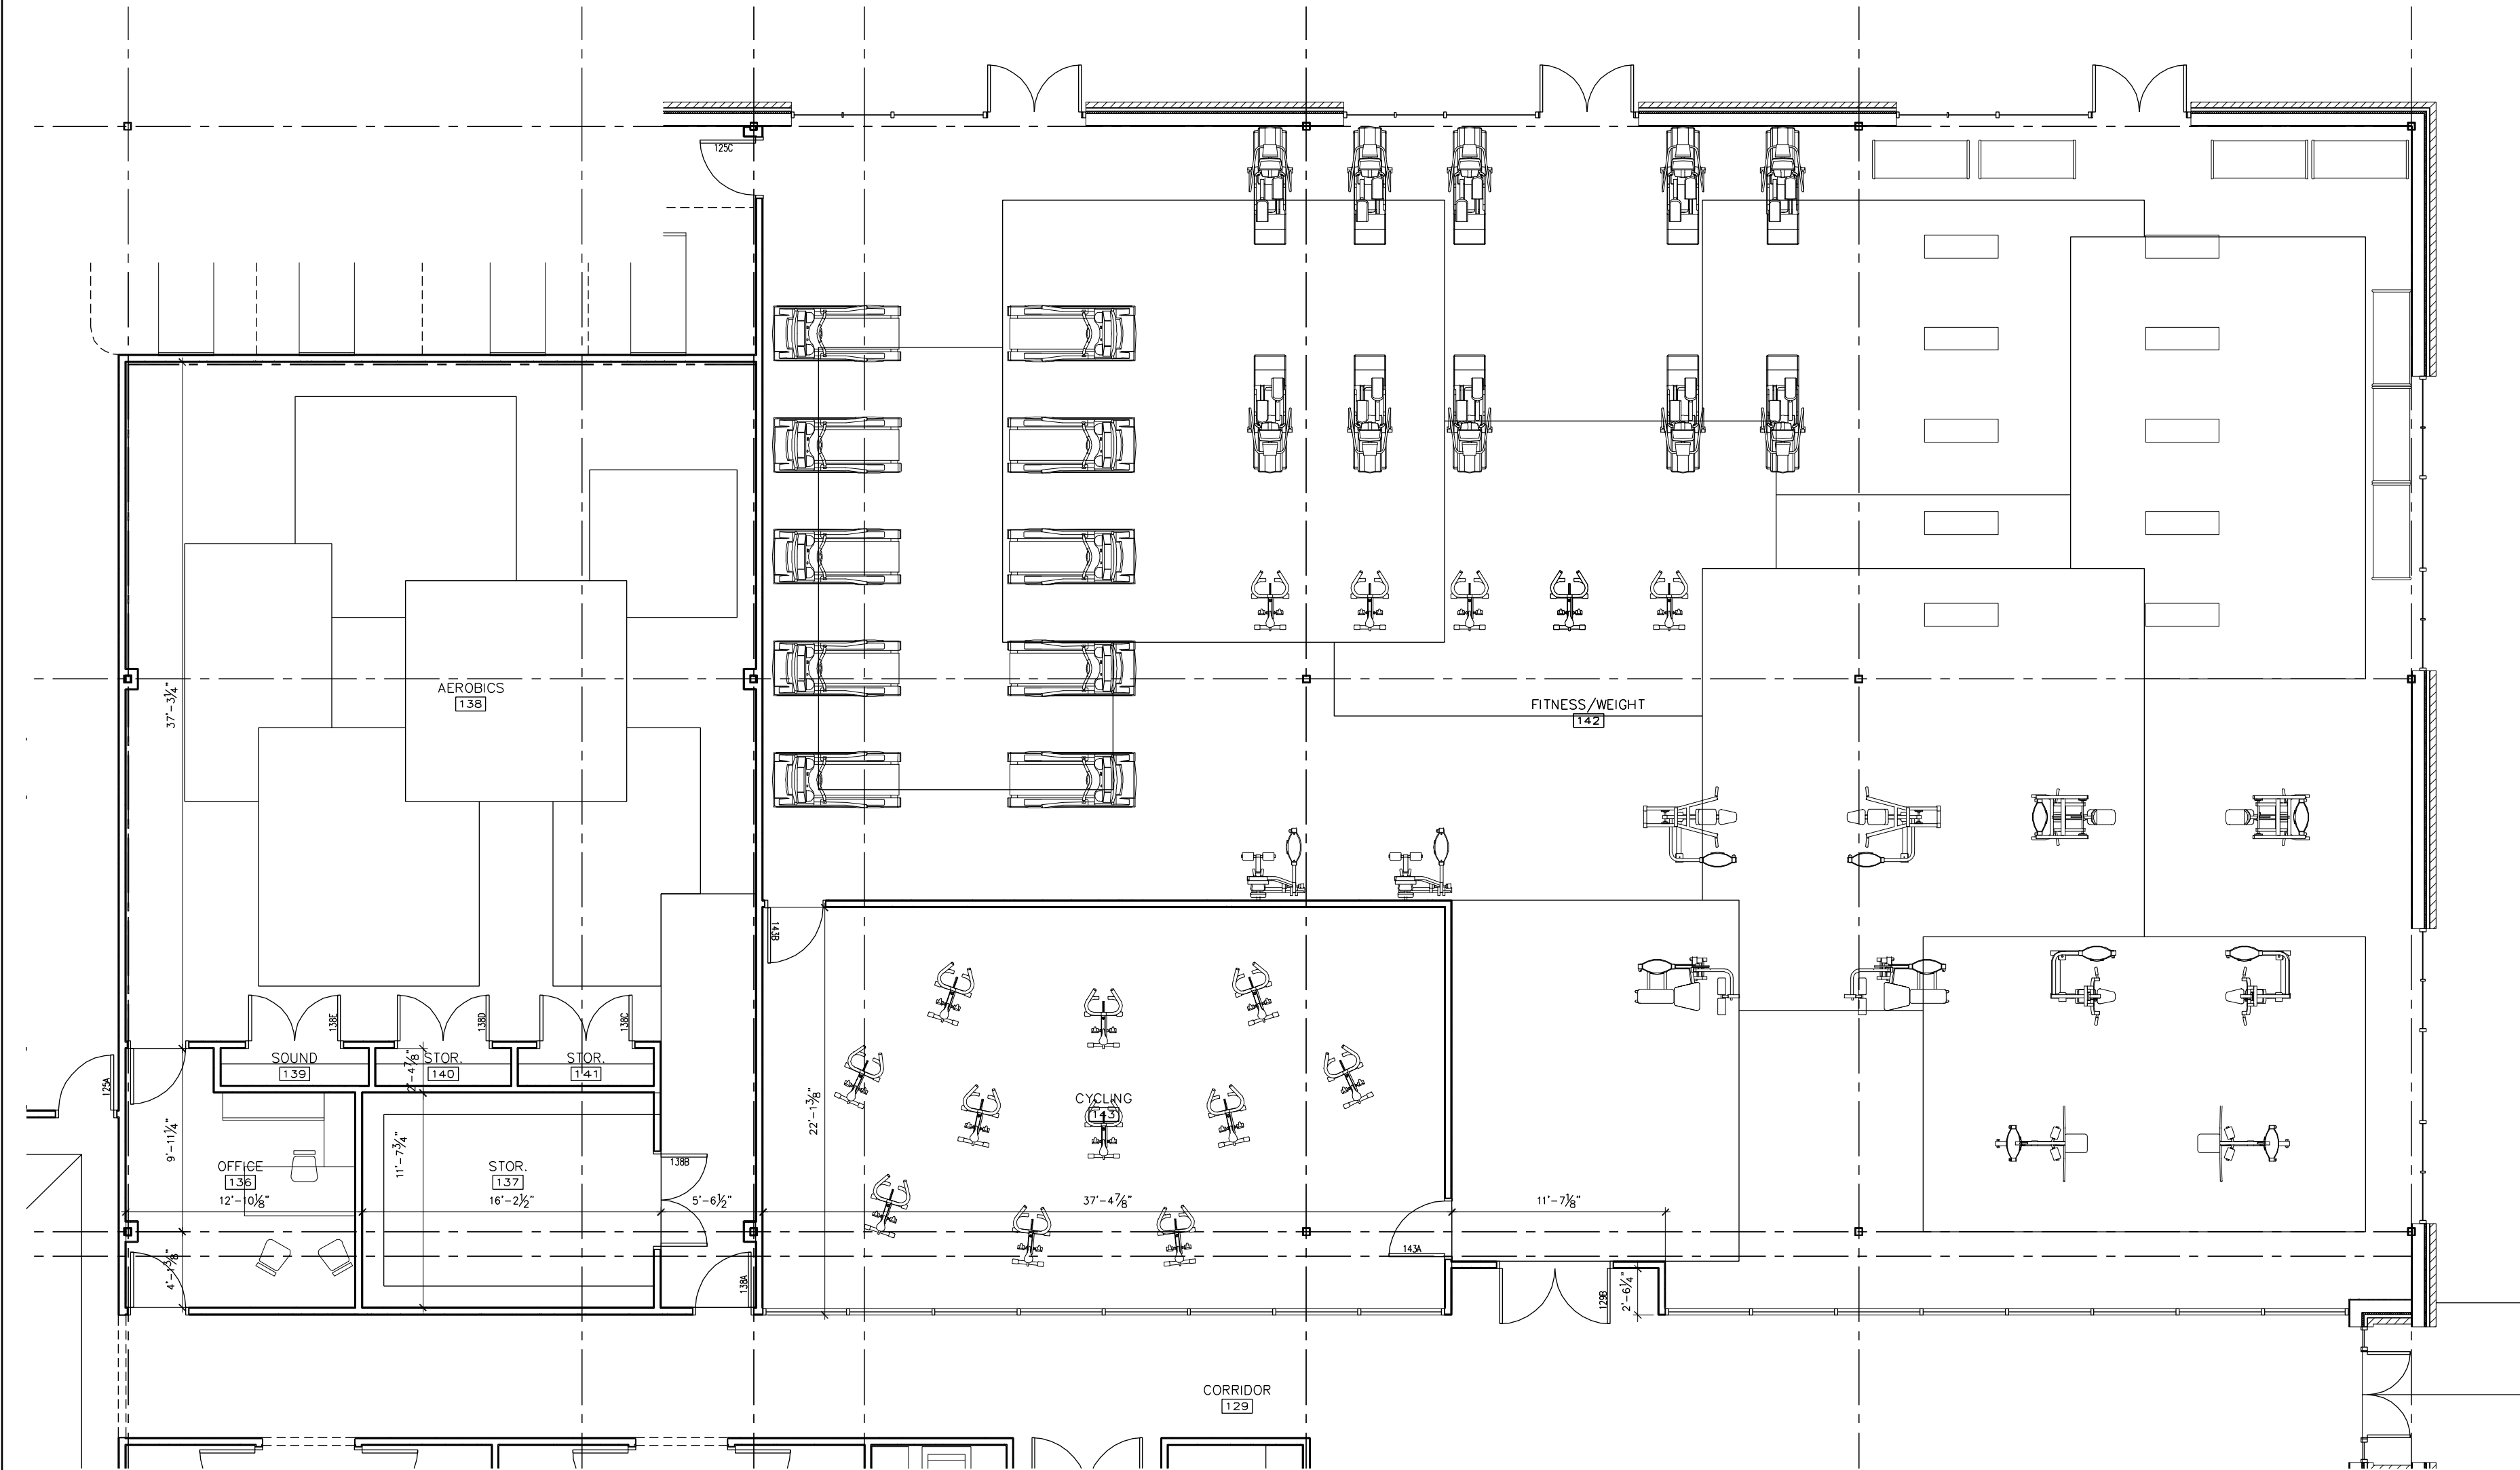 125C
AEROBICS
138
37'-3¼"
FITNESS/WEIGHT
142
143B
138E
138D
138C
SOUND
139
STOR.
140
STOR.
141
2'-4⅞"
125A
CYCLING
143
22'-1⅜"
9'-11¼"
11'-7¾"
OFFICE
136
12'-10⅛"
STOR.
137
16'-2½"
138B
5'-6½"
37'-4⅞"
11'-7⅛"
143A
4'-1⅝"
138A
129B
2'-6¼"
CORRIDOR
129